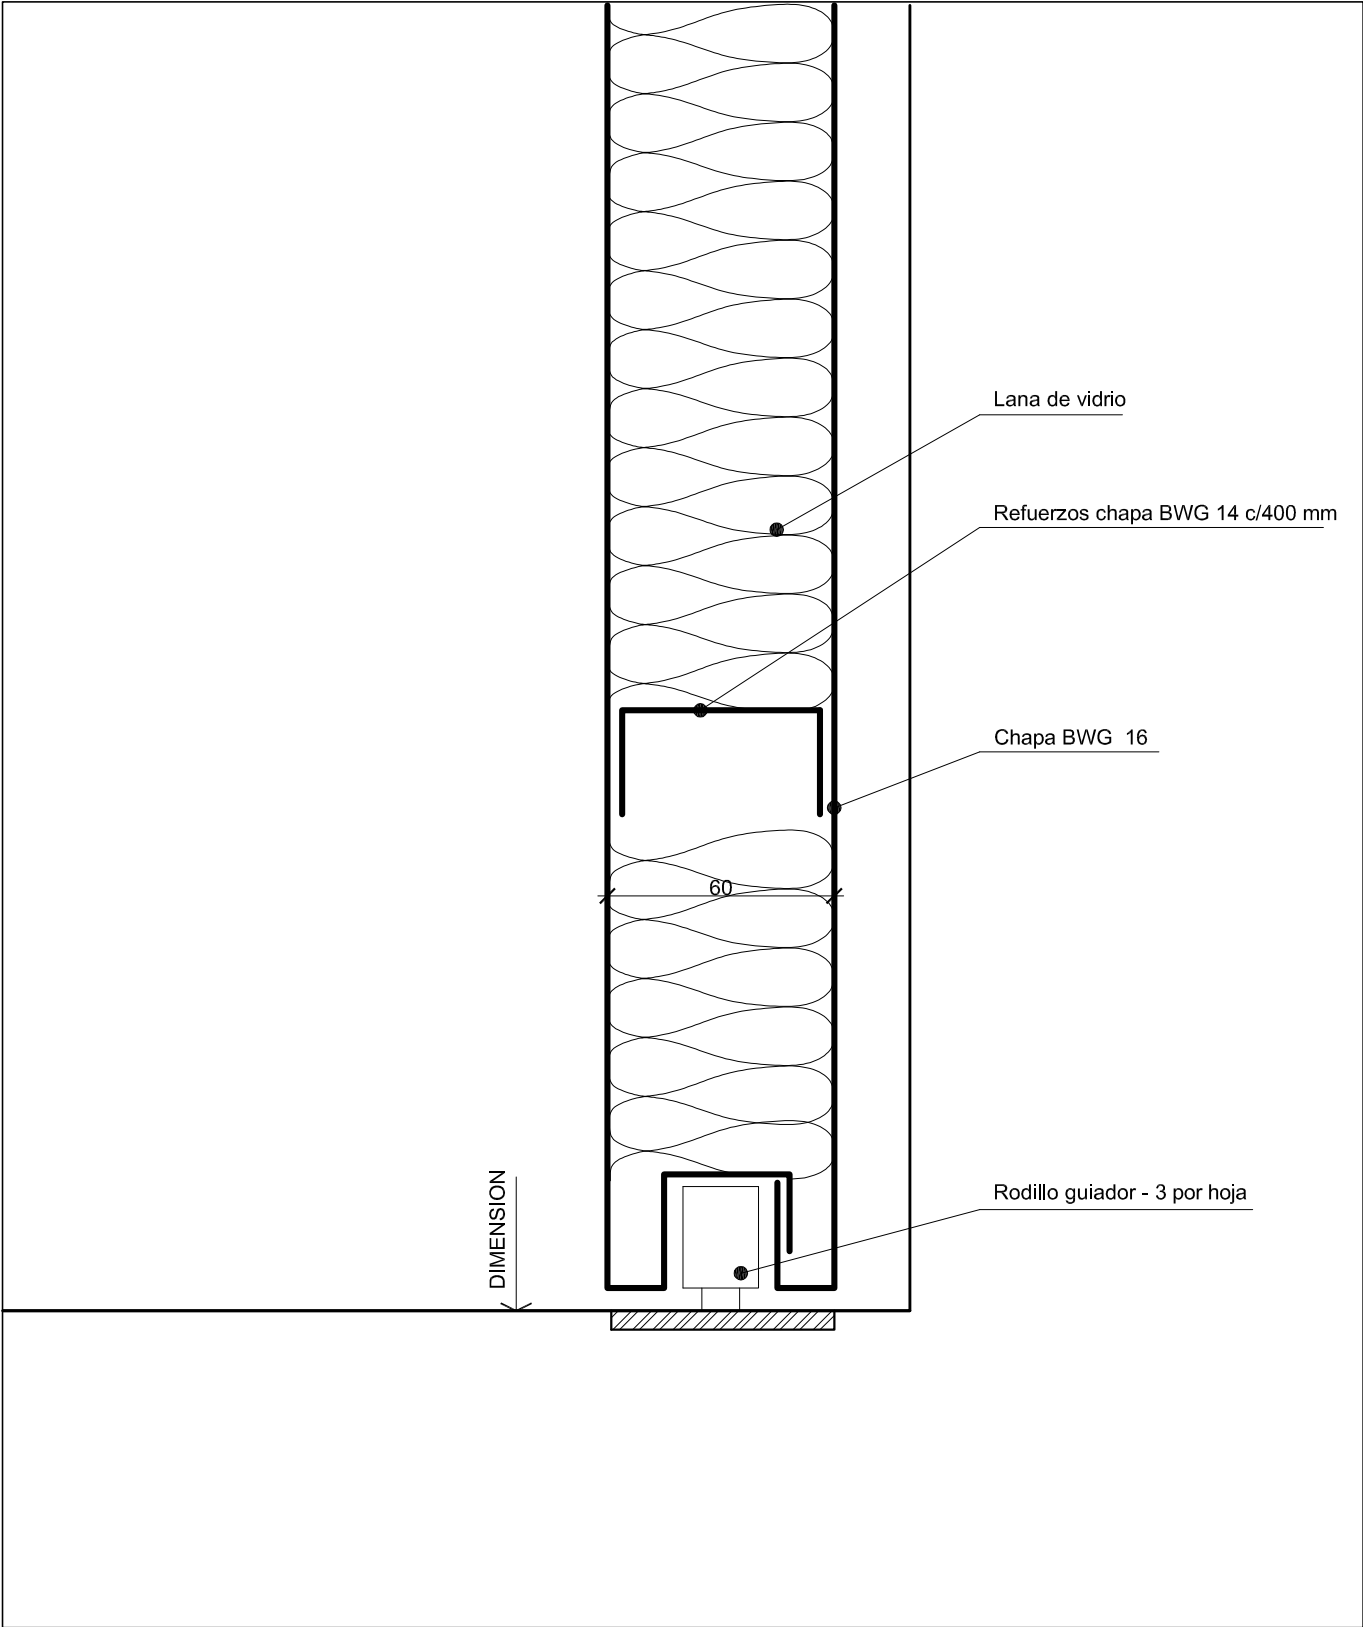 Lana de vidrio
Refuerzos chapa BWG 14 c/400 mm
Chapa BWG  16
60
DIMENSION
Rodillo guiador - 3 por hoja